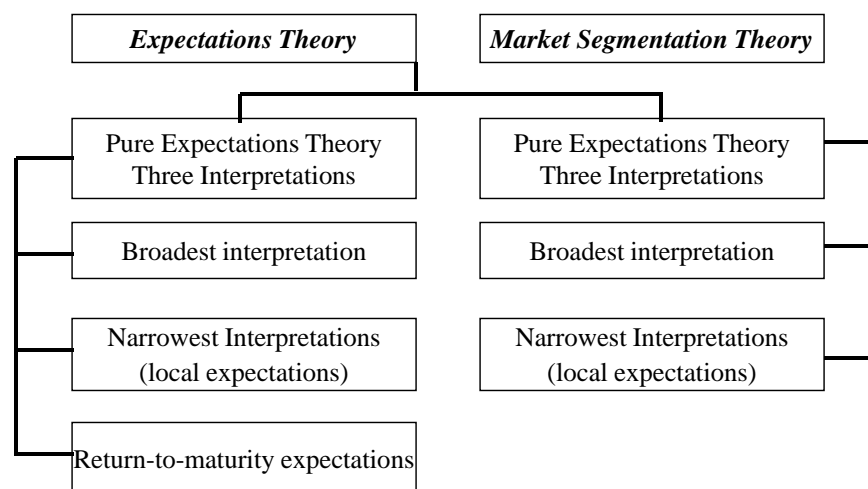 Expectations Theory
Market Segmentation Theory
Pure Expectations Theory
Three Interpretations
Pure Expectations Theory
Three Interpretations
Broadest interpretation
Broadest interpretation
Narrowest Interpretations
(local expectations)
Narrowest Interpretations
(local expectations)
Return-to-maturity expectations